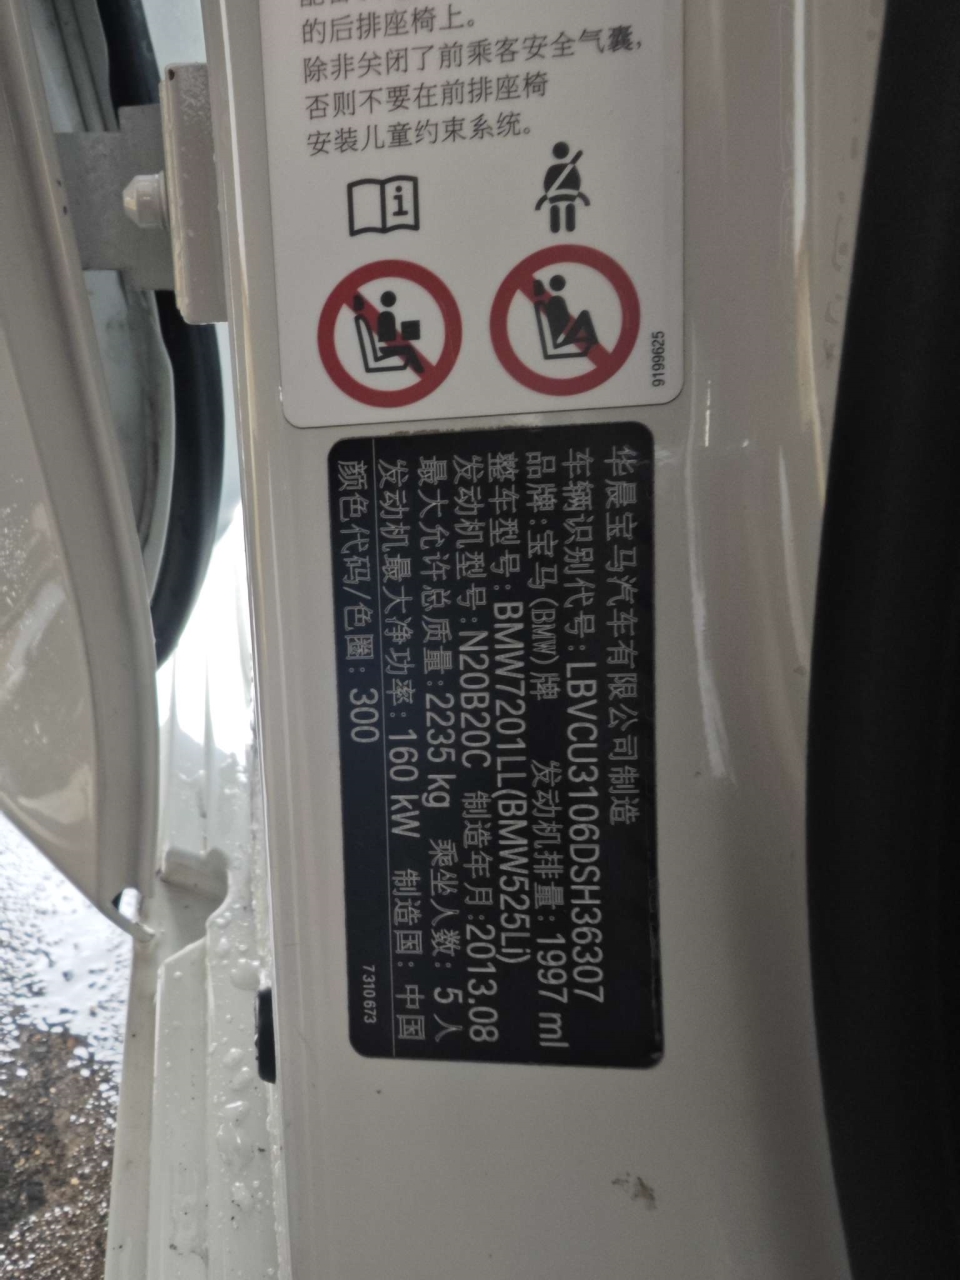 的后排座椅上。
除非关闭了前乘客安全气囊，
否则不要在前排座椅
安装儿童约束系统。
9199625
华晨宝马汽车有限公司制造
车辆识别代号:LBVCU3106DSH36307
品牌:宝马(BMW)牌 发动机排量:1997 ml
整车型号:BMW7201LL(BMW525Li)
发动机型号:N20B20C 制造年月:2013.08
最大允许总质量:2235 kg 乘坐人数: 5 人
发动机最大净功率:160 kW 制造国: 中国
颜色代码/色圈: 300
7 310 673